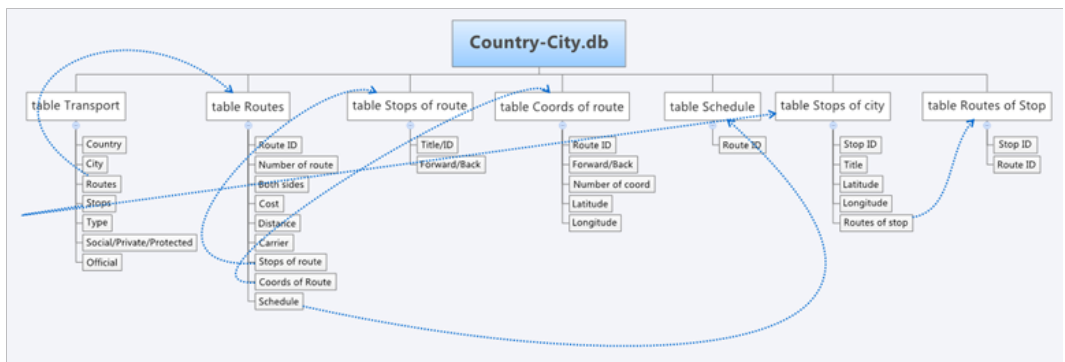 Country-City.db
table Transport
Country
City
Routes
Stops
Type
Social/Private/Protected
Official
table Routes
Route ID
Number of route
Both sides
Cost
Distance
Carrier
Stops of route
Coords of Route
Schedule
table Stops of route
Title/ID
Forward/Back
table Coords of route
Route ID
Forward/Back
Number of coord
Latitude
Longitude
table Schedule
Route ID
table Stops of city
Stop ID
Title
Latitude
Longitude
Routes of stop
table Routes of Stop
Stop ID
Route ID